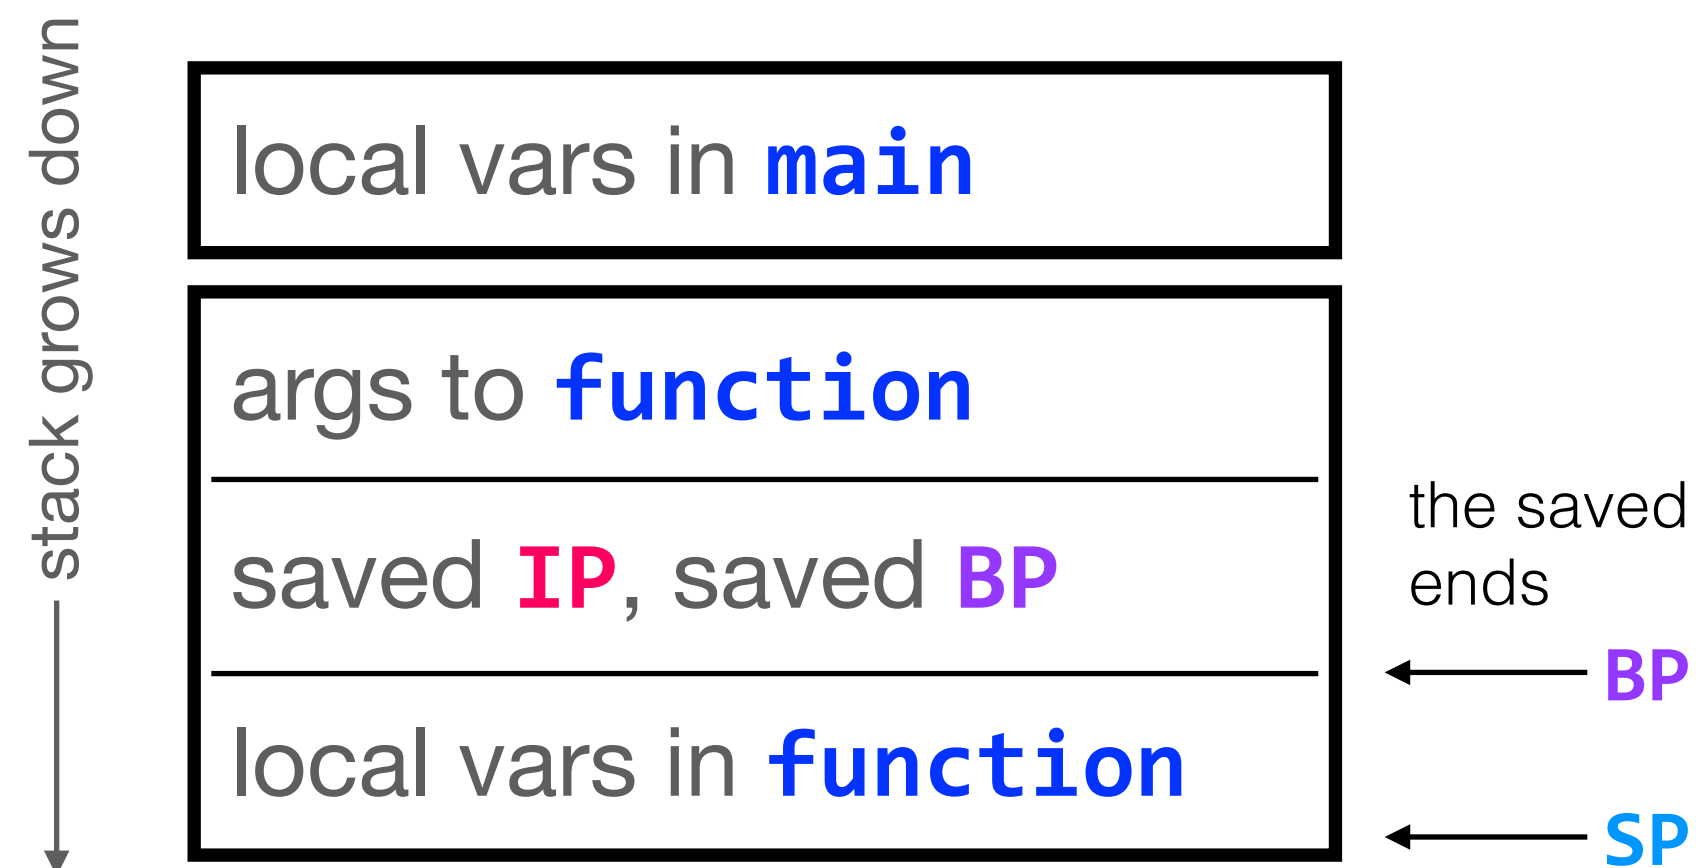 stack grows down
local vars in main
args to function
saved IP, saved BP
local vars in function
the saved
ends
BP
SP